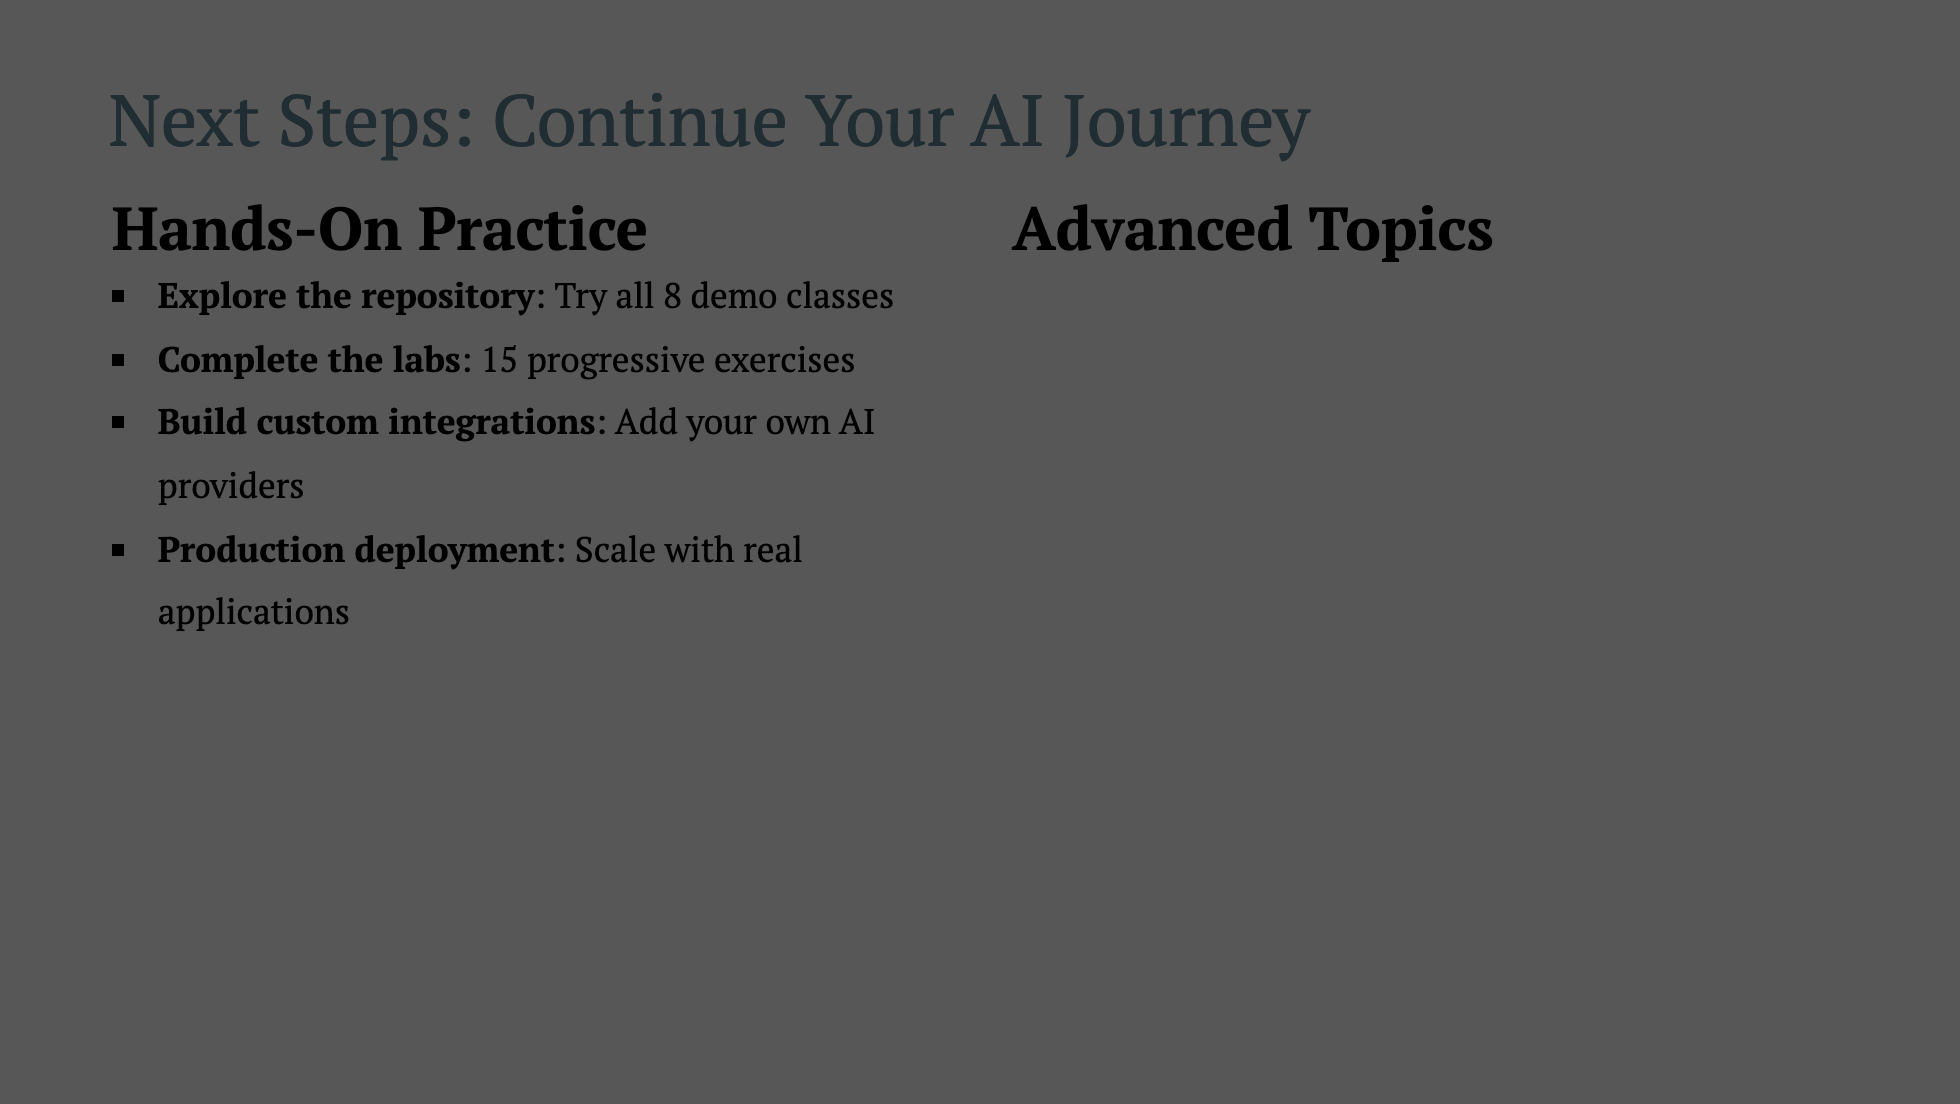 Next Steps: Continue Your AI Journey
Hands-On Practice
▪ Explore the repository: Try all 8 demo classes
▪ Complete the labs: 15 progressive exercises
▪ Build custom integrations: Add your own AI
providers
▪ Production deployment: Scale with real
applications
Advanced Topics